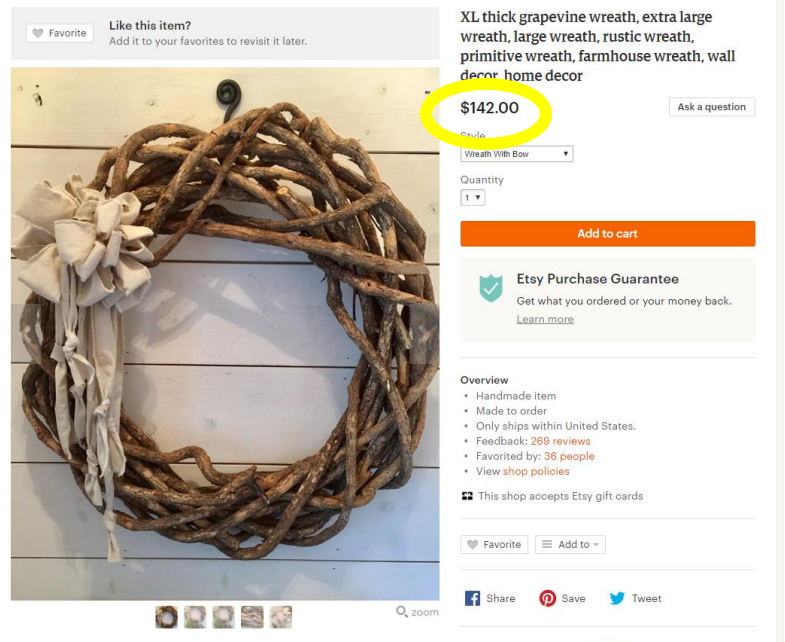 Favorite
Like this item?
Add it to your favorites to revisit it later.
XL thick grapevine wreath, extra large
wreath, large wreath, rustic wreath,
primitive wreath, farmhouse wreath, wall
decor, home decor
$142.00
Ask a question
Style
Wreath With Bow
Quantity
1
Add to cart
Etsy Purchase Guarantee
Get what you ordered or your money back.
Learn more
Overview
• Handmade item
• Made to order
• Only ships within United States.
• Feedback: 269 reviews
• Favorited by: 36 people
• View shop policies
This shop accepts Etsy gift cards
Favorite
Add to
Share
Save
Tweet
zoom